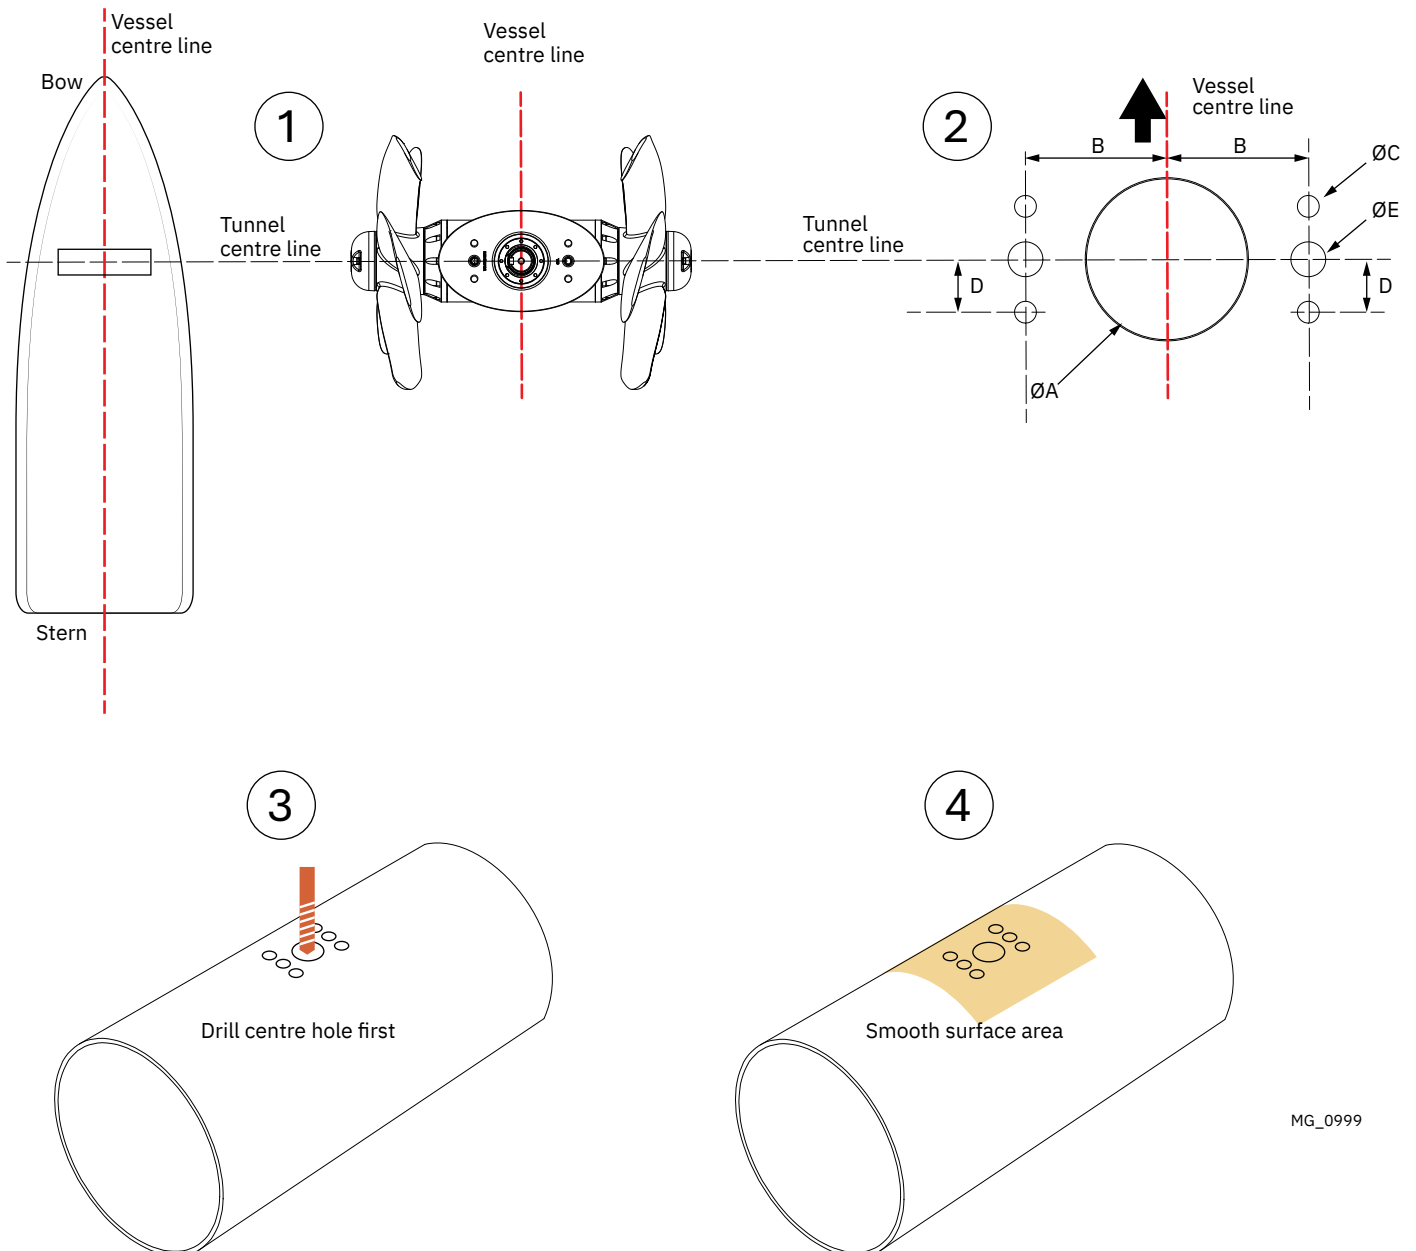 Vessel
centre line
Bow
Stern
1
Vessel
centre line
Tunnel
centre line
2
Vessel
centre line
B
B
ØC
ØE
Tunnel
centre line
D
D
ØA
3
Drill centre hole first
4
Smooth surface area
MG_0999